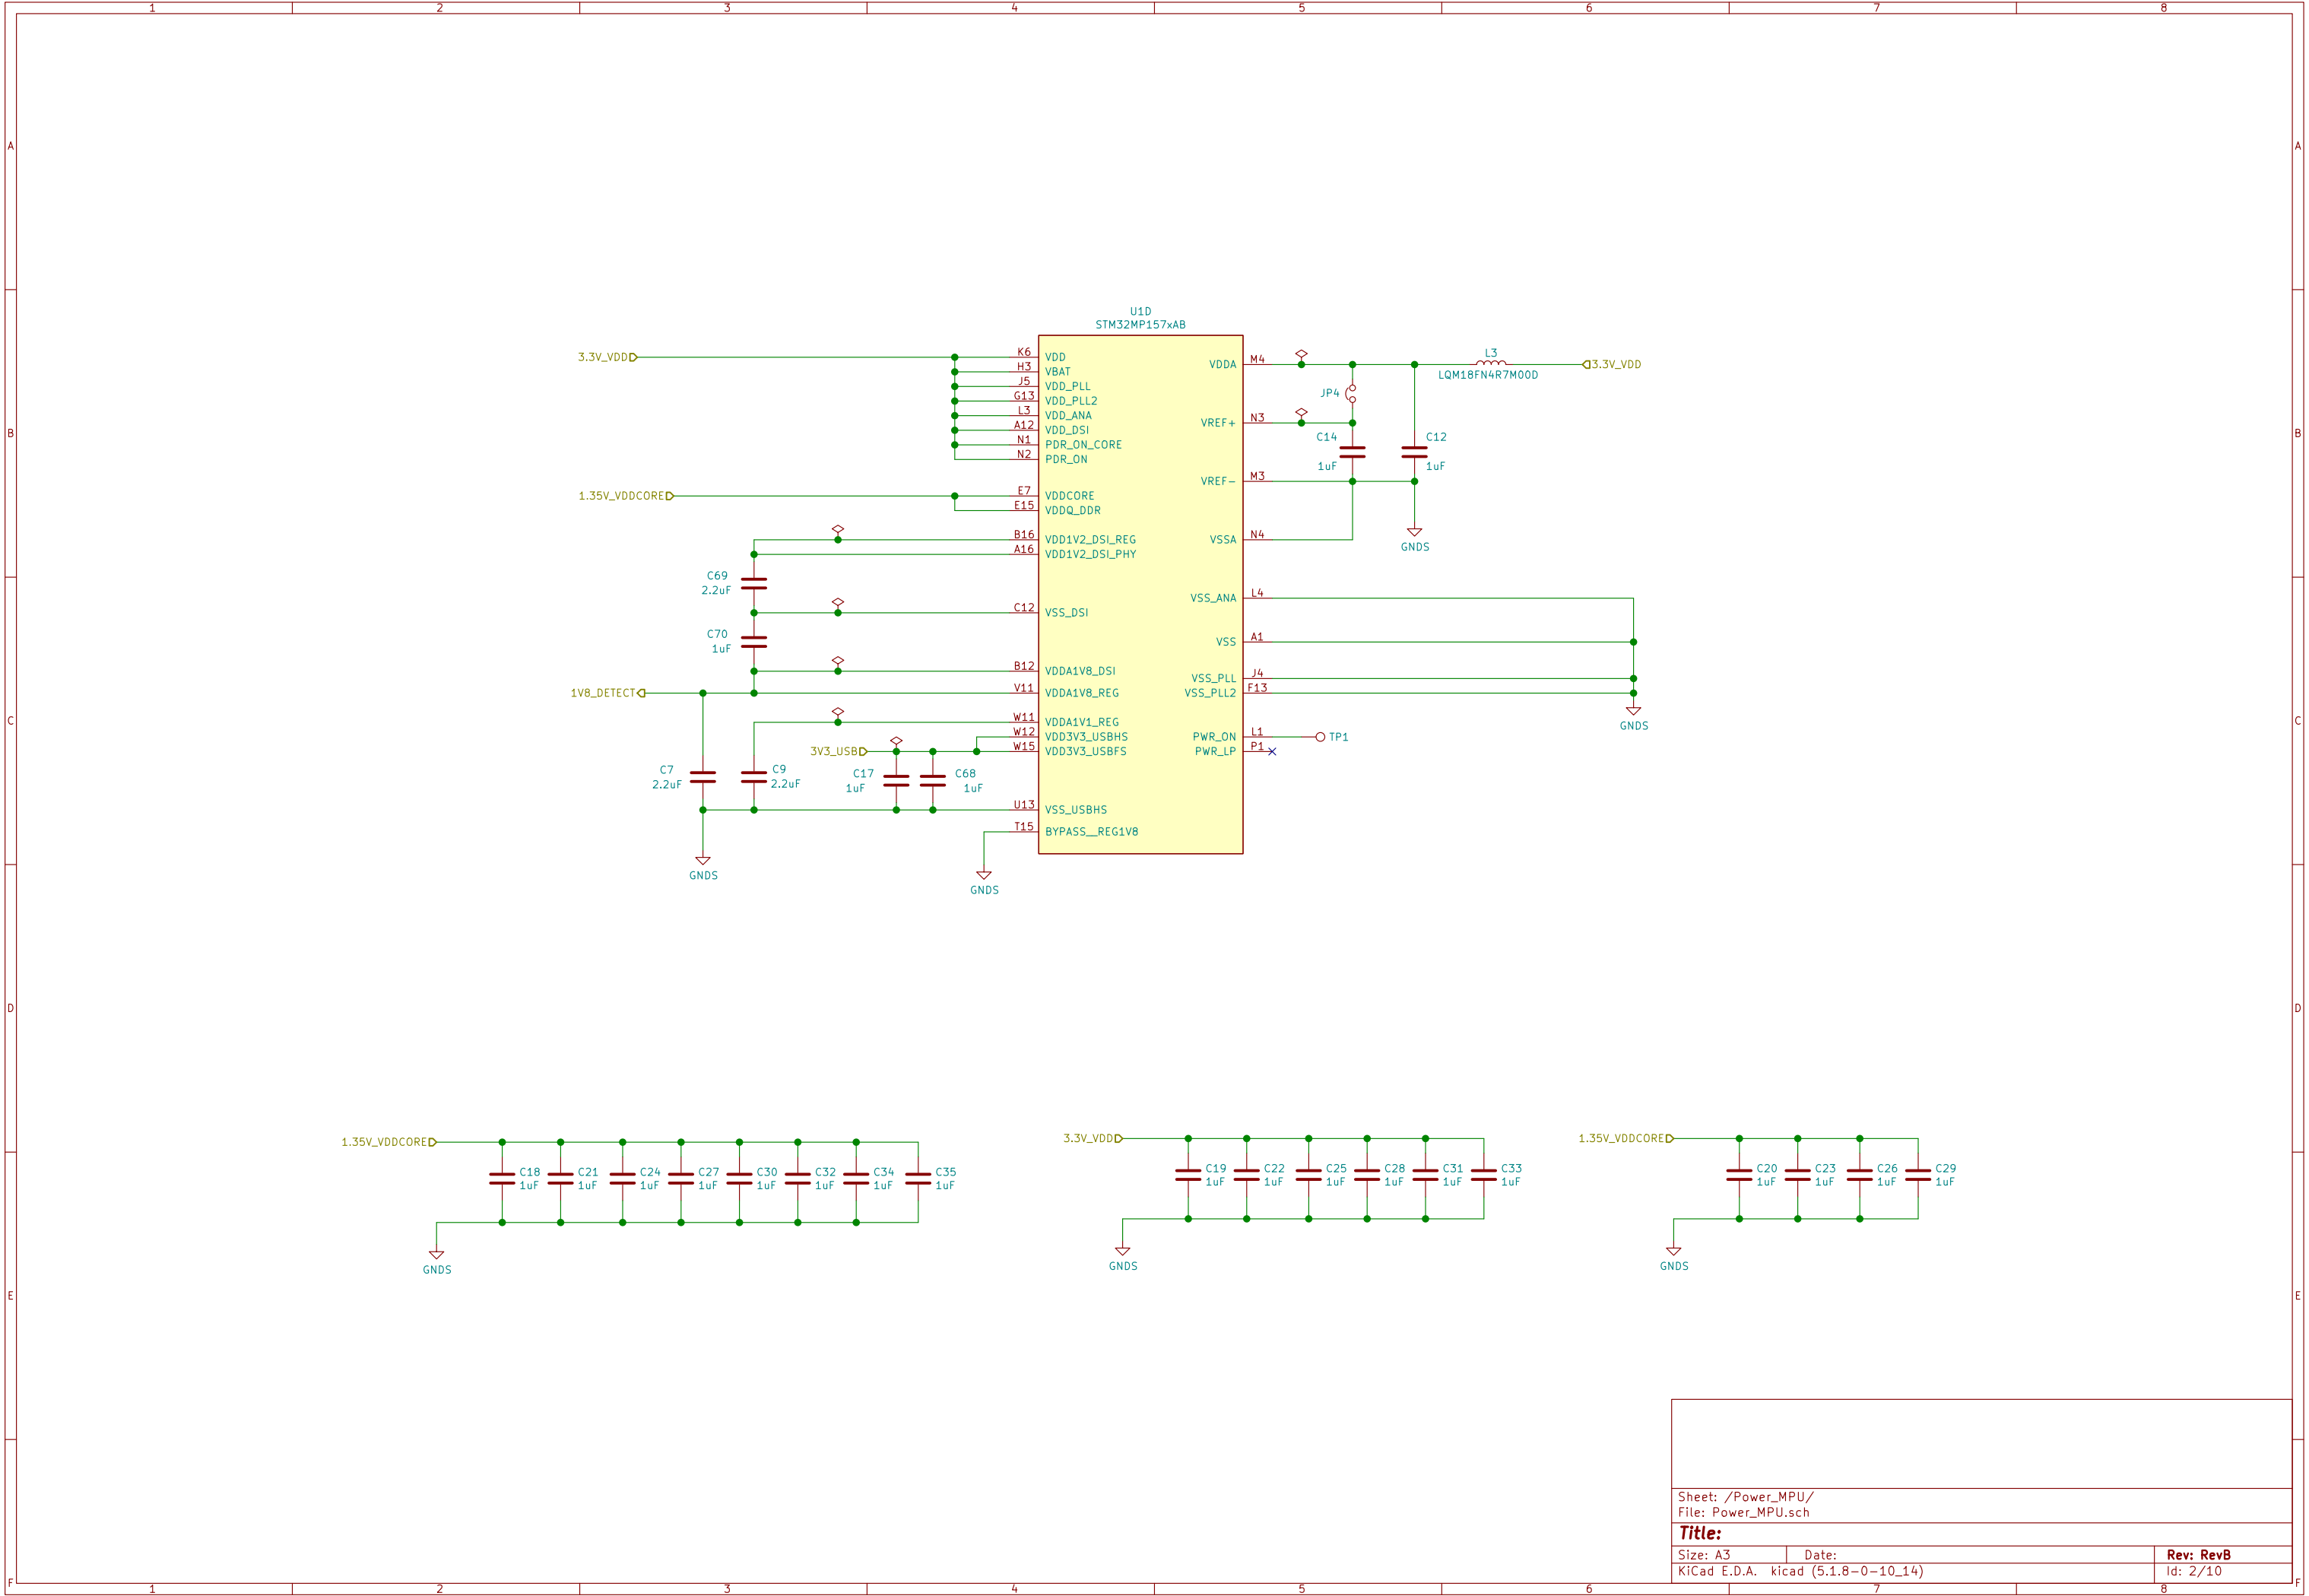 1 2 3 4 5 6 7 8
A A
B B
C C
D D
E E
F F
U1D
STM32MP157xAB
3.3V_VDD
K6 VDD
H3 VBAT
J5 VDD_PLL
G13 VDD_PLL2
L3 VDD_ANA
A12 VDD_DSI
N1 PDR_ON_CORE
N2 PDR_ON
1.35V_VDDCORE
E7 VDDCORE
E15 VDDQ_DDR
B16 VDD1V2_DSI_REG
A16 VDD1V2_DSI_PHY
C69
2.2uF
C12 VSS_DSI
C70
1uF
B12 VDDA1V8_DSI
1V8_DETECT
V11 VDDA1V8_REG
W11 VDDA1V1_REG
W12 VDD3V3_USBHS
3V3_USB
W15 VDD3V3_USBFS
C7
2.2uF
C9
2.2uF
C17
1uF
C68
1uF
U13 VSS_USBHS
T15 BYPASS__REG1V8
GNDS
GNDS
VDDA M4
L3
LQM18FN4R7M00D
3.3V_VDD
JP4
VREF+ N3
C14
1uF
C12
1uF
VREF- M3
VSSA N4
GNDS
VSS_ANA L4
VSS A1
VSS_PLL J4
VSS_PLL2 F13
GNDS
PWR_ON L1 TP1
PWR_LP P1
1.35V_VDDCORE
C18 C21 C24 C27 C30 C32 C34 C35
1uF 1uF 1uF 1uF 1uF 1uF 1uF 1uF
GNDS
3.3V_VDD
C19 C22 C25 C28 C31 C33
1uF 1uF 1uF 1uF 1uF 1uF
GNDS
1.35V_VDDCORE
C20 C23 C26 C29
1uF 1uF 1uF 1uF
GNDS
Sheet: /Power_MPU/
File: Power_MPU.sch
Title:
Size: A3 Date: Rev: RevB
KiCad E.D.A. kicad (5.1.8-0-10_14) Id: 2/10
1 2 3 4 5 6 7 8